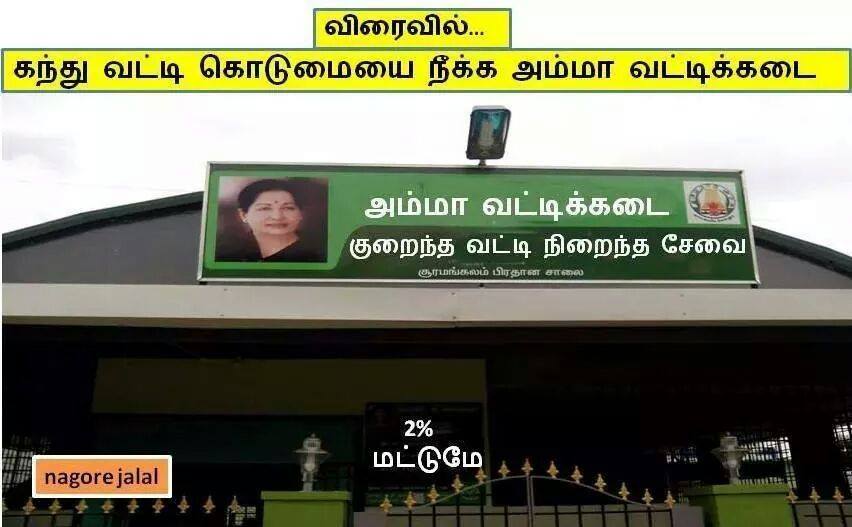 விரைவில்...
கந்து வட்டி கொடுமையை நீக்க அம்மா வட்டிக்கடை
அம்மா வட்டிக்கடை
குறைந்த வட்டி நிறைந்த சேவை
சூரமங்கலம் பிரதான சாலை
2%
மட்டுமே
nagore jalal